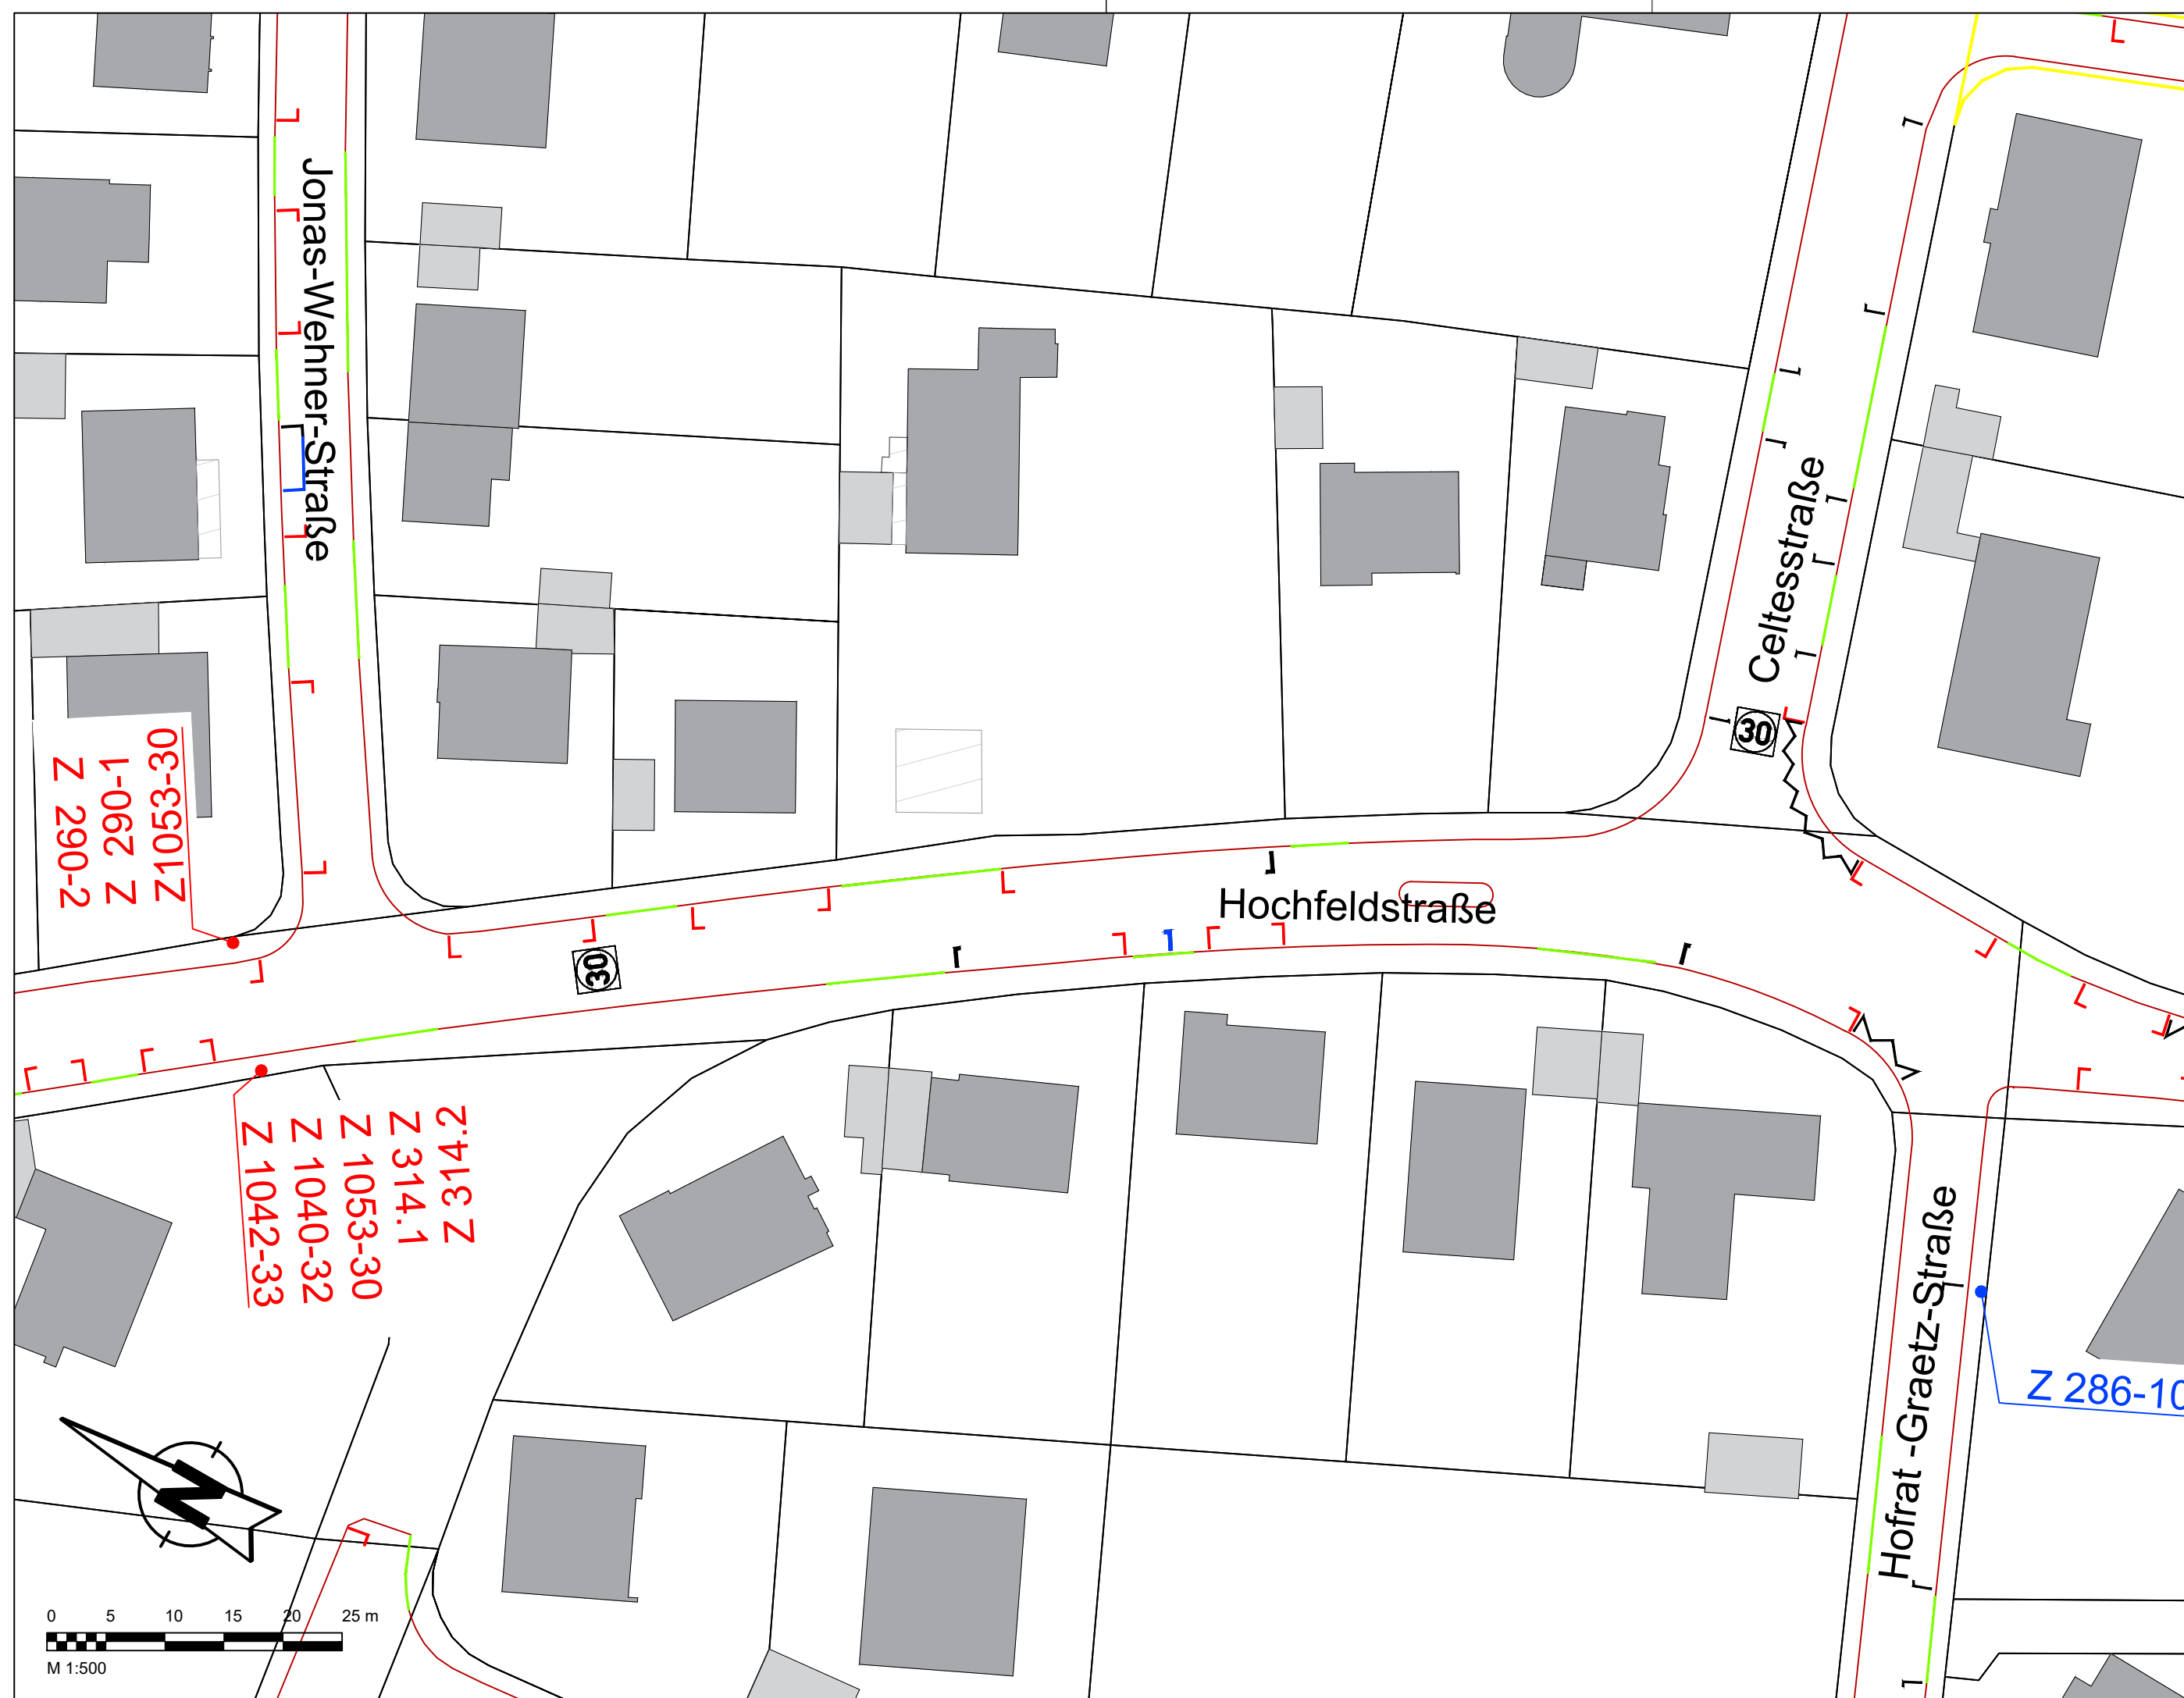 Jonas-Wehner-Straße
Celtesstraße
30
Z 290-2
Z 290-1
Z1053-30
Hochfeldstraße
30
Z 314.2
Z 314.1
Z 1053-30
Z 1040-32
Z 1042-33
Hofrat -Graetz-Straße
Z 286-10
N
0 5 10 15 20 25 m
M 1:500